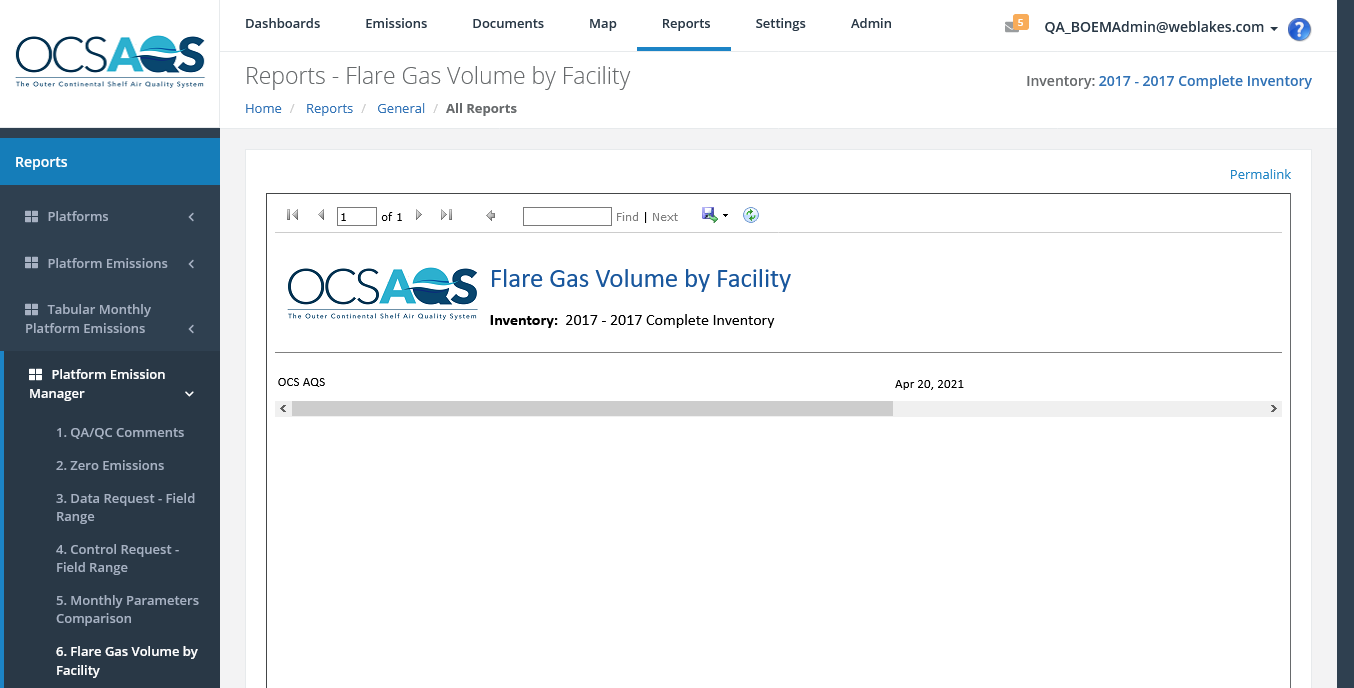 OCSAQS
The Outer Continental Shelf Air Quality System
Dashboards Emissions Documents Map Reports Settings Admin
5
QA_BOEMAdmin@weblakes.com
?
Reports - Flare Gas Volume by Facility
Inventory: 2017 - 2017 Complete Inventory
Home / Reports / General / All Reports
Reports
Platforms
Platform Emissions
Tabular Monthly
Platform Emissions
Platform Emission
Manager
1. QA/QC Comments
2. Zero Emissions
3. Data Request - Field
Range
4. Control Request -
Field Range
5. Monthly Parameters
Comparison
6. Flare Gas Volume by
Facility
Permalink
1 of 1 Find | Next
OCSAQS
The Outer Continental Shelf Air Quality System
Flare Gas Volume by Facility
Inventory: 2017 - 2017 Complete Inventory
OCS AQS
Apr 20, 2021